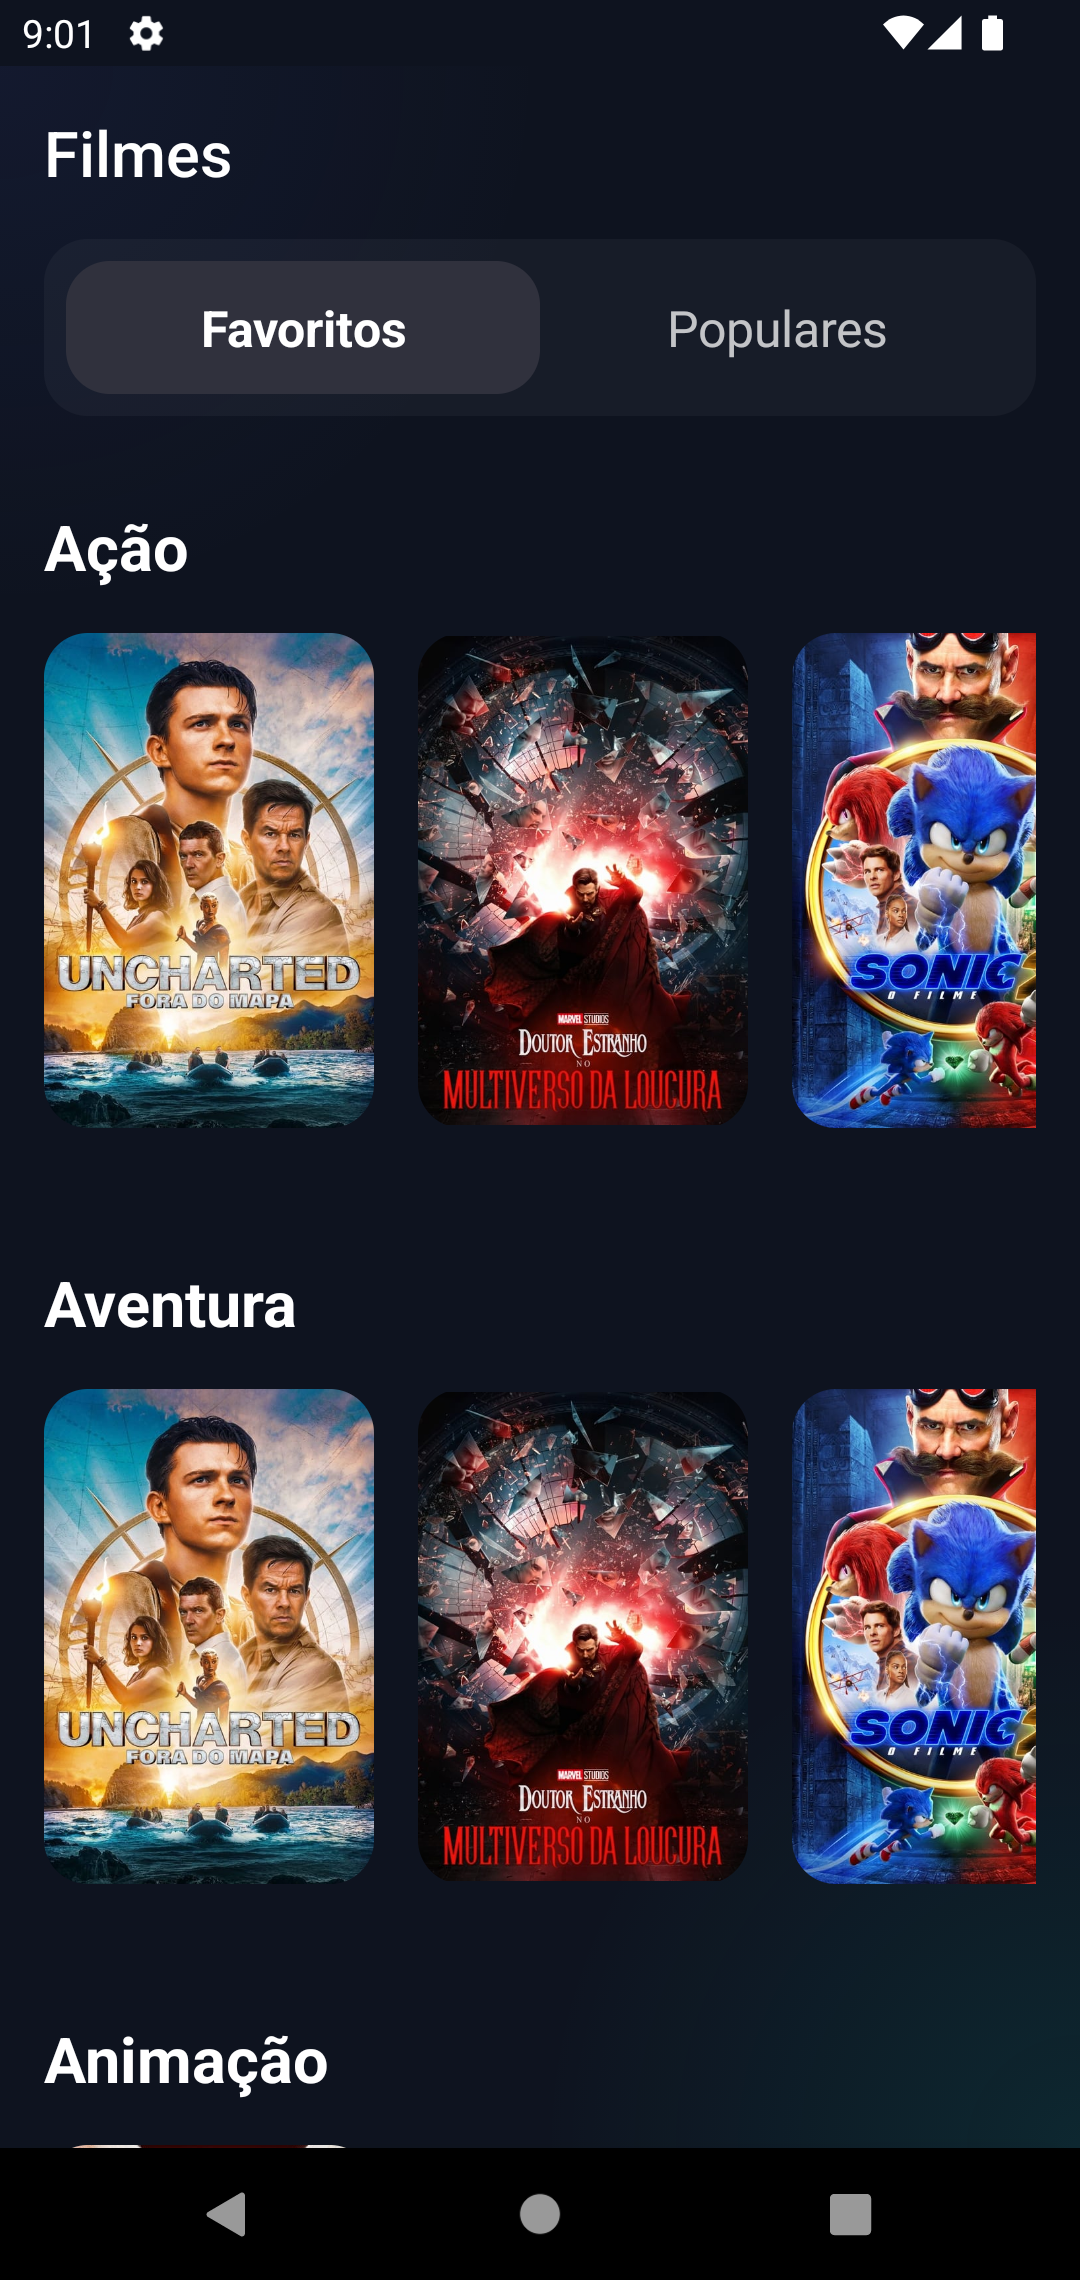 9:01
Filmes
Favoritos
Populares
Ação
UNCHARTED
FORA DO MAPA
MARVEL STUDIOS
DOUTOR ESTRANHO
NO
MULTIVERSO DA LOUCURA
SONIC
O FILME
Aventura
UNCHARTED
FORA DO MAPA
MARVEL STUDIOS
DOUTOR ESTRANHO
NO
MULTIVERSO DA LOUCURA
SONIC
O FILME
Animação